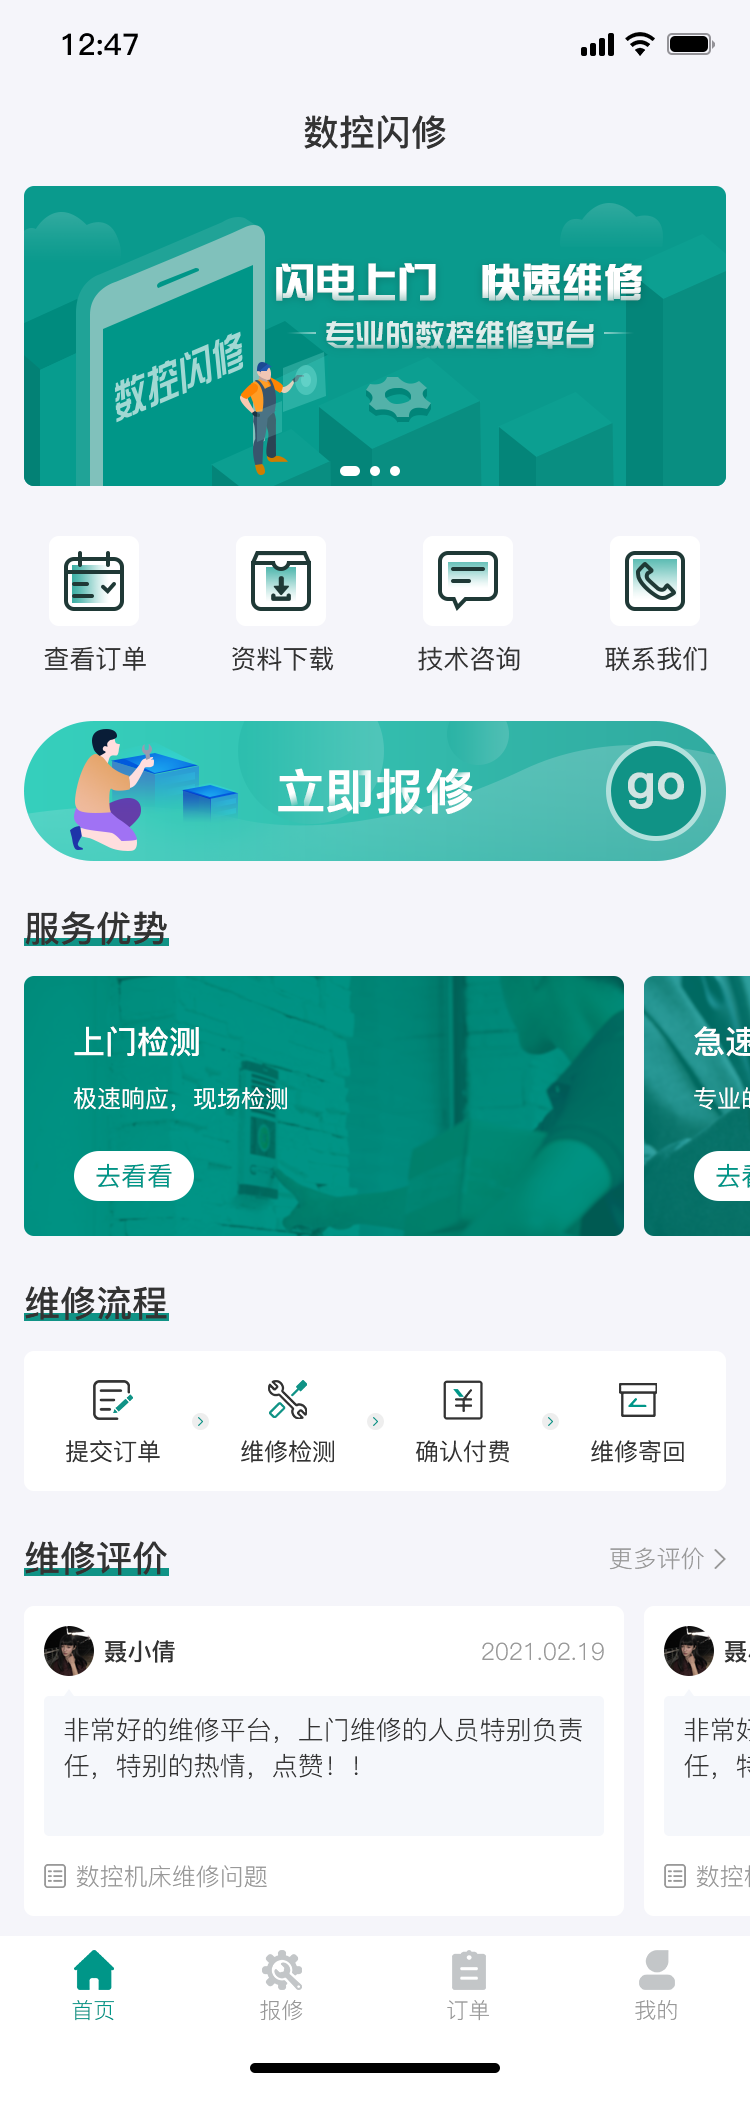 12:47
数控闪修
闪电上门 快速维修
专业的数控维修平台
数控闪修
查看订单
资料下载
技术咨询
联系我们
立即报修
go
服务优势
上门检测
极速响应，现场检测
去看看
急速
专业的
去看
维修流程
提交订单
维修检测
确认付费
维修寄回
维修评价
更多评价
聂小倩
2021.02.19
非常好的维修平台，上门维修的人员特别负责
任，特别的热情，点赞！！
数控机床维修问题
聂
非常好
任，特
数控机
首页
报修
订单
我的